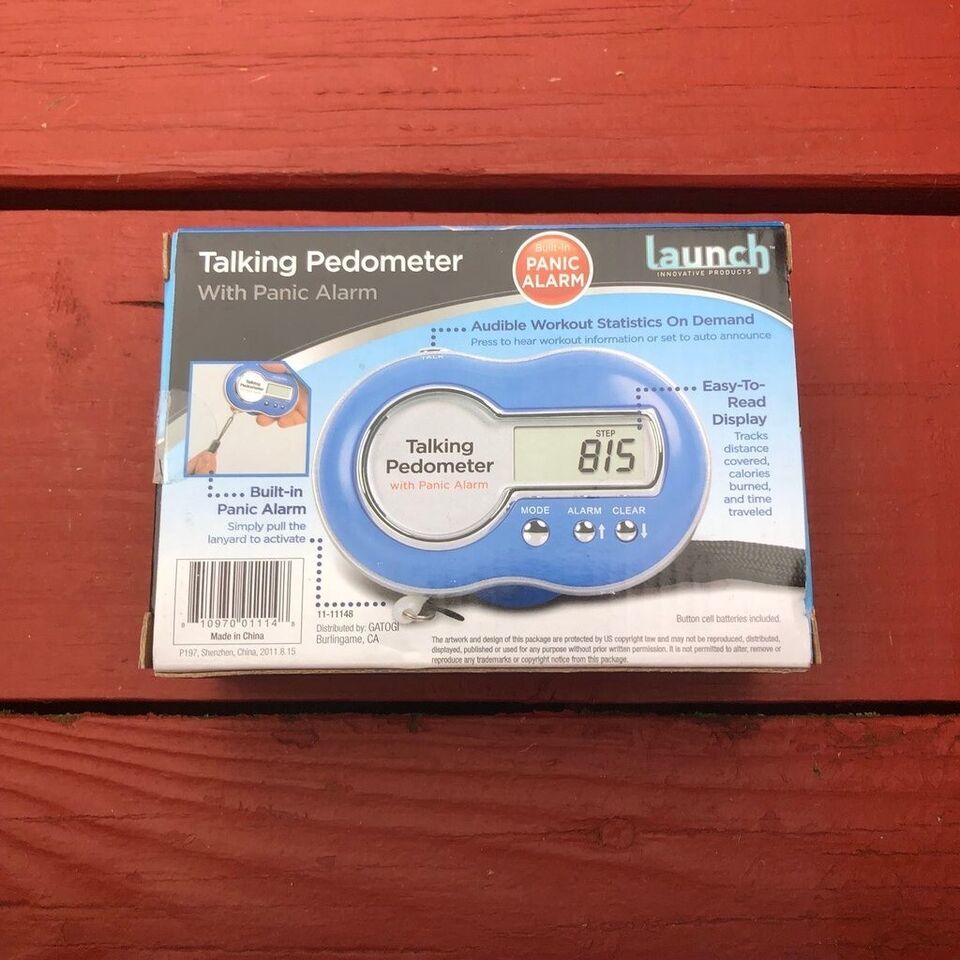 Talking Pedometer
With Panic Alarm
Built-in
PANIC
ALARM
launch™
INNOVATIVE PRODUCTS
Audible Workout Statistics On Demand
Press to hear workout information or set to auto announce
TALK
Talking
Pedometer
Easy-To-
Read
Display
Tracks
distance
covered,
calories
burned,
and time
traveled
Talking
Pedometer
with Panic Alarm
STEP
815
MODE ALARM CLEAR
Built-in
Panic Alarm
Simply pull the
lanyard to activate
8 10970 01114 8
Made in China
P197, Shenzhen, China, 2011.8.15
11-11148
Distributed by: GATOGI
Burlingame, CA
Button cell batteries included.
The artwork and design of this package are protected by US copyright law and may not be reproduced, distributed,
displayed, published or used for any purpose without prior written permission. It is not permitted to alter, remove or
reproduce any trademarks or copyright notice from this package.